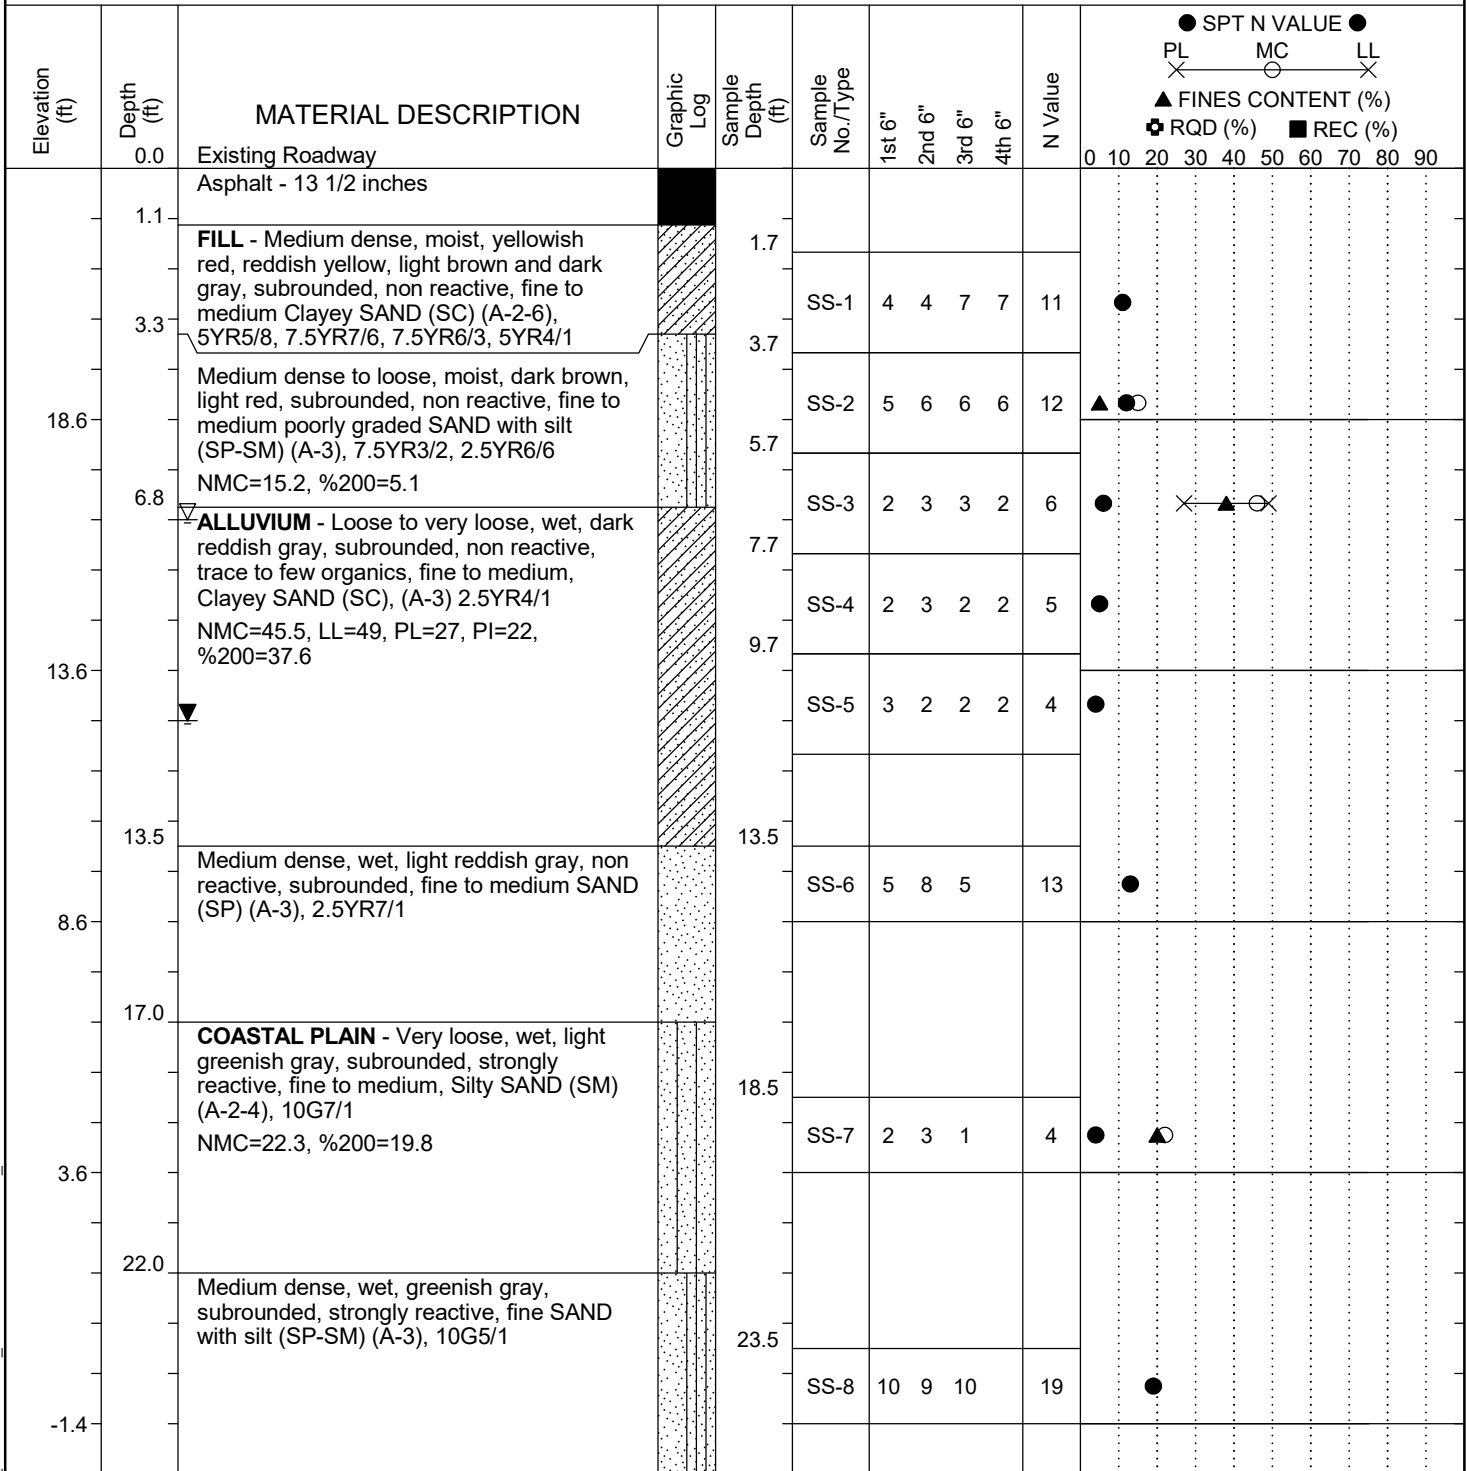 ● SPT N VALUE ●
PL MC LL
▲ FINES CONTENT (%)
RQD (%) ■ REC (%)
0 10 20 30 40 50 60 70 80 90
Elevation (ft)
Depth (ft)
MATERIAL DESCRIPTION
Graphic Log
Sample Depth (ft)
Sample No./Type
1st 6"
2nd 6"
3rd 6"
4th 6"
N Value
0.0 Existing Roadway
Asphalt - 13 1/2 inches
1.1
FILL - Medium dense, moist, yellowish
red, reddish yellow, light brown and dark
gray, subrounded, non reactive, fine to
medium Clayey SAND (SC) (A-2-6),
5YR5/8, 7.5YR7/6, 7.5YR6/3, 5YR4/1
1.7
SS-1 4 4 7 7 11
3.3
3.7
Medium dense to loose, moist, dark brown,
light red, subrounded, non reactive, fine to
medium poorly graded SAND with silt
(SP-SM) (A-3), 7.5YR3/2, 2.5YR6/6
NMC=15.2, %200=5.1
SS-2 5 6 6 6 12
18.6
5.7
6.8
SS-3 2 3 3 2 6
ALLUVIUM - Loose to very loose, wet, dark
reddish gray, subrounded, non reactive,
trace to few organics, fine to medium,
Clayey SAND (SC), (A-3) 2.5YR4/1
NMC=45.5, LL=49, PL=27, PI=22,
%200=37.6
7.7
SS-4 2 3 2 2 5
9.7
13.6
SS-5 3 2 2 2 4
13.5
13.5
Medium dense, wet, light reddish gray, non
reactive, subrounded, fine to medium SAND
(SP) (A-3), 2.5YR7/1
SS-6 5 8 5 13
8.6
17.0
COASTAL PLAIN - Very loose, wet, light
greenish gray, subrounded, strongly
reactive, fine to medium, Silty SAND (SM)
(A-2-4), 10G7/1
NMC=22.3, %200=19.8
18.5
SS-7 2 3 1 4
3.6
22.0
Medium dense, wet, greenish gray,
subrounded, strongly reactive, fine SAND
with silt (SP-SM) (A-3), 10G5/1
23.5
SS-8 10 9 10 19
-1.4